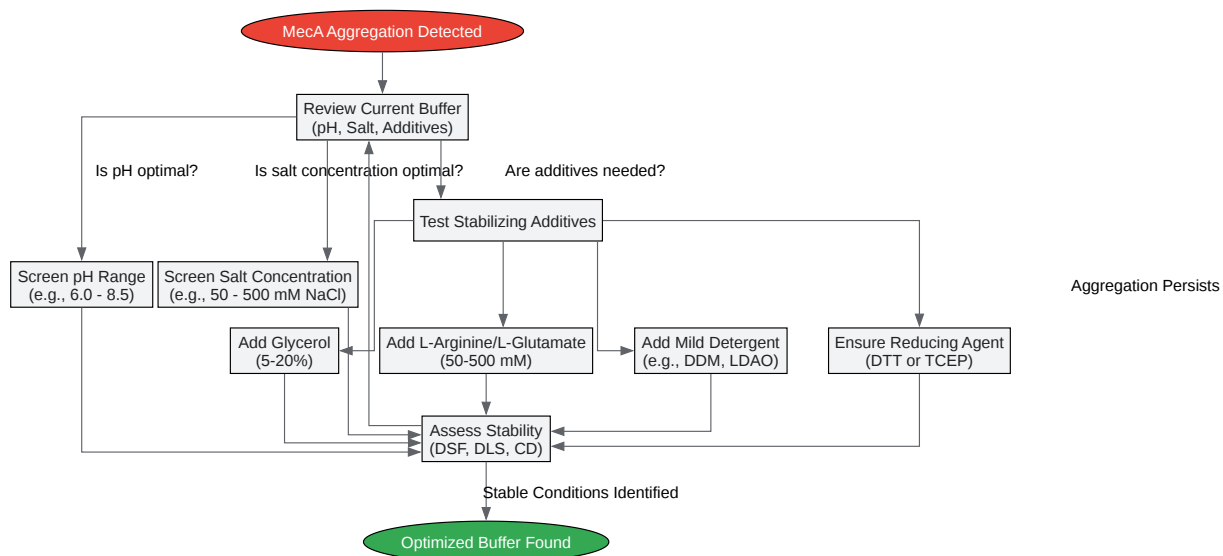 MecA Aggregation Detected
Review Current Buffer
(pH, Salt, Additives)
Is pH optimal?
Is salt concentration optimal?
Are additives needed?
Test Stabilizing Additives
Screen pH Range
(e.g., 6.0 - 8.5)
Screen Salt Concentration
(e.g., 50 - 500 mM NaCl)
Aggregation Persists
Add Glycerol
(5-20%)
Add L-Arginine/L-Glutamate
(50-500 mM)
Add Mild Detergent
(e.g., DDM, LDAO)
Ensure Reducing Agent
(DTT or TCEP)
Assess Stability
(DSF, DLS, CD)
Stable Conditions Identified
Optimized Buffer Found